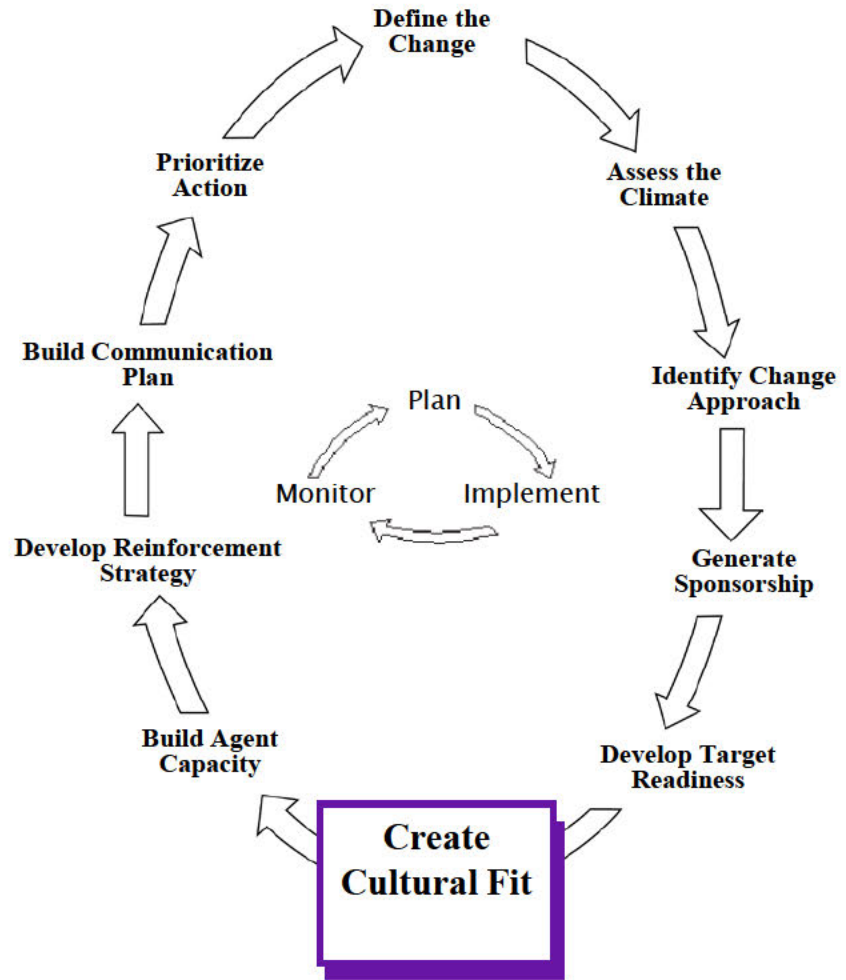 Define the
Change
Assess the
Climate
Identify Change
Approach
Generate
Sponsorship
Develop Target
Readiness
Create
Cultural Fit
Build Agent
Capacity
Develop Reinforcement
Strategy
Build Communication
Plan
Prioritize
Action
Plan
Implement
Monitor